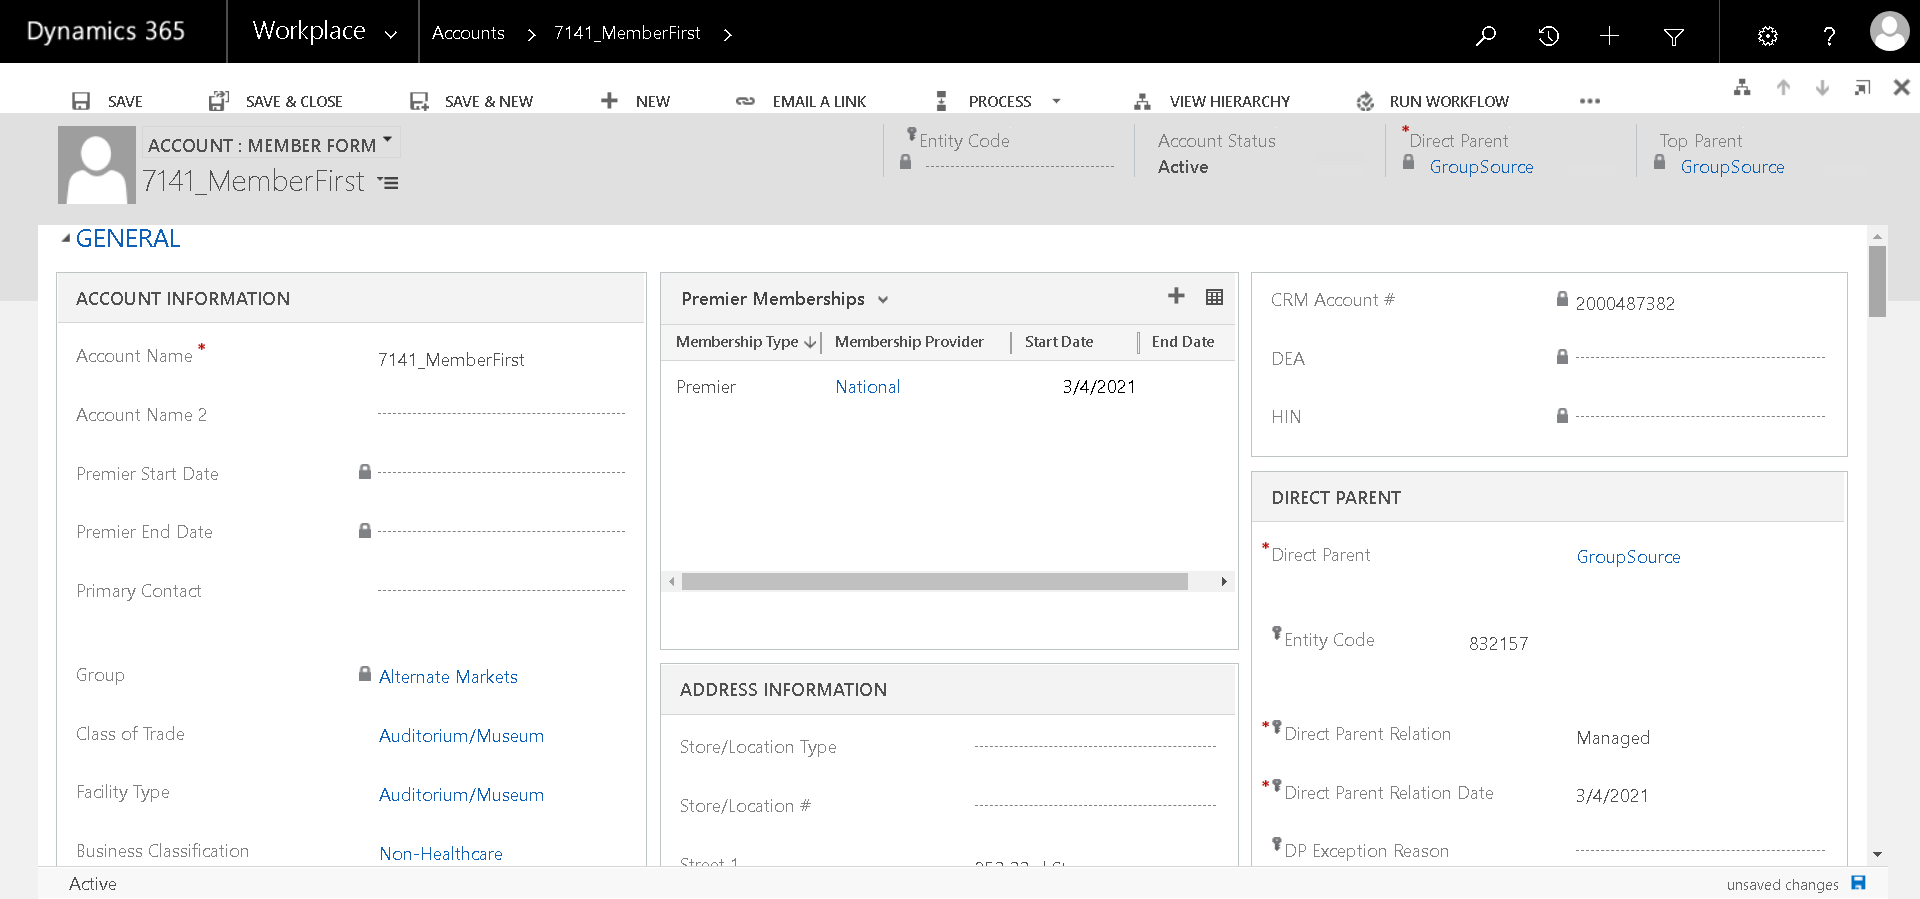 Dynamics 365
Workplace
Accounts
7141_MemberFirst
SAVE
SAVE & CLOSE
SAVE & NEW
NEW
EMAIL A LINK
PROCESS
VIEW HIERARCHY
RUN WORKFLOW
ACCOUNT : MEMBER FORM
7141_MemberFirst
Entity Code
Account Status
Active
*Direct Parent
GroupSource
Top Parent
GroupSource
GENERAL
ACCOUNT INFORMATION
Account Name *
7141_MemberFirst
Account Name 2
Premier Start Date
Premier End Date
Primary Contact
Group
Alternate Markets
Class of Trade
Auditorium/Museum
Facility Type
Auditorium/Museum
Business Classification
Non-Healthcare
Premier Memberships
Membership Type
Membership Provider
Start Date
End Date
Premier
National
3/4/2021
ADDRESS INFORMATION
Store/Location Type
Store/Location #
Street 1
CRM Account #
2000487382
DEA
HIN
DIRECT PARENT
*Direct Parent
GroupSource
Entity Code
832157
*Direct Parent Relation
Managed
*Direct Parent Relation Date
3/4/2021
DP Exception Reason
Active
unsaved changes